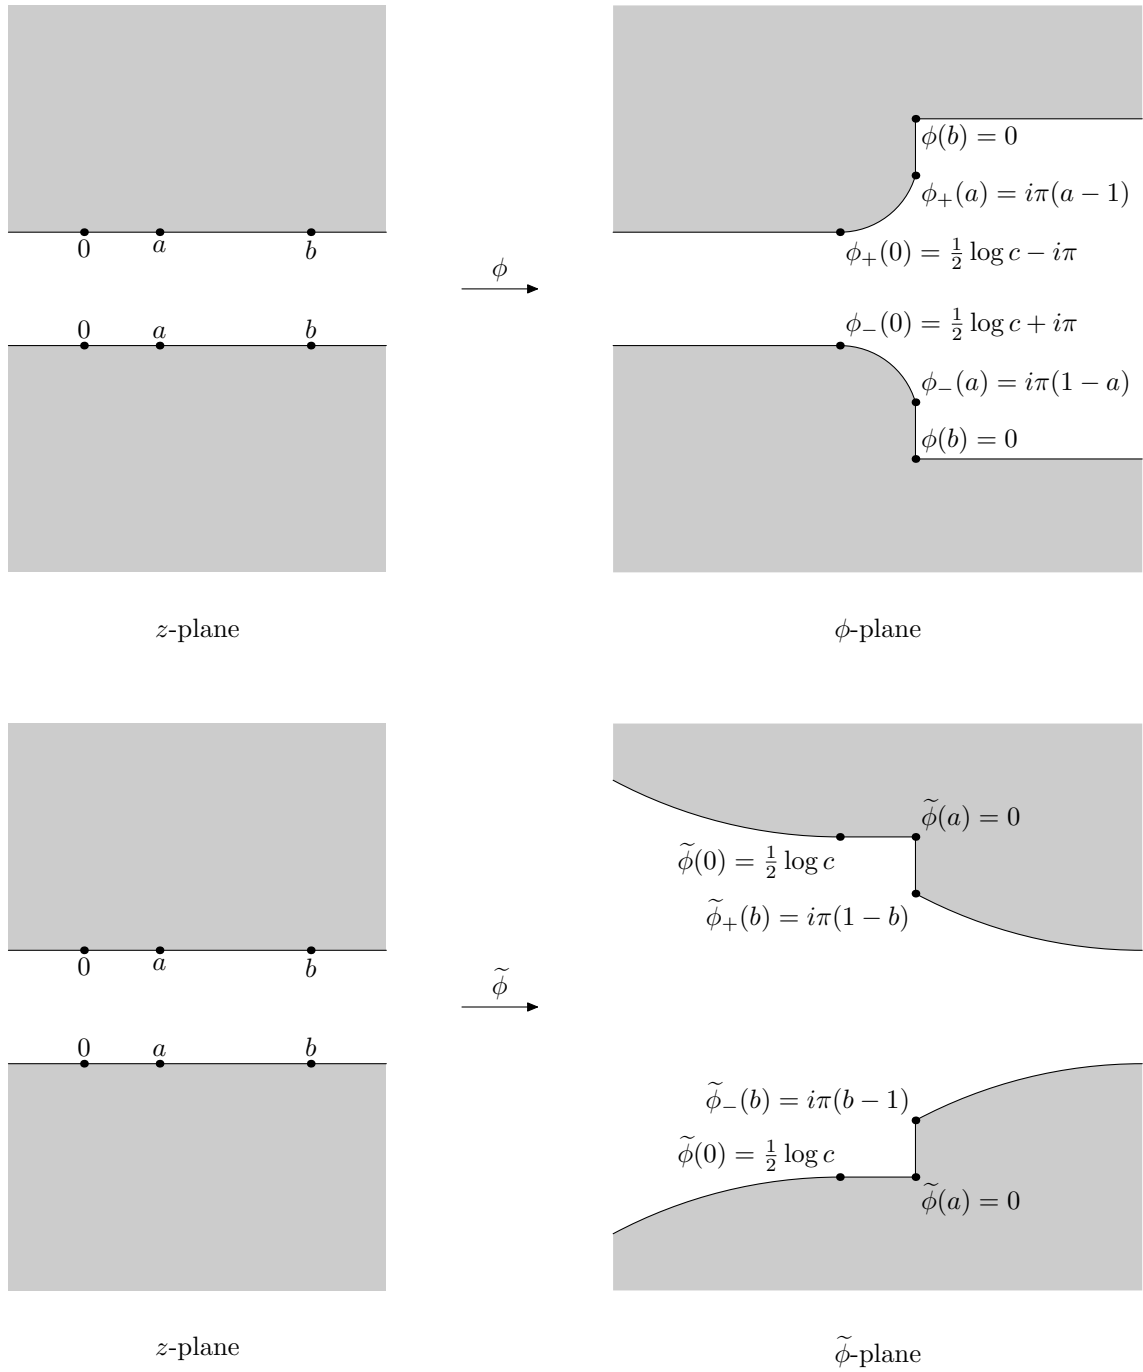 0 a b
0 a b
z-plane
ϕ
ϕ(b) = 0
ϕ₊(a) = iπ(a − 1)
ϕ₊(0) = ½ log c − iπ
ϕ₋(0) = ½ log c + iπ
ϕ₋(a) = iπ(1 − a)
ϕ(b) = 0
ϕ-plane
0 a b
0 a b
z-plane
ϕ̃
ϕ̃(a) = 0
ϕ̃(0) = ½ log c
ϕ̃₊(b) = iπ(1 − b)
ϕ̃₋(b) = iπ(b − 1)
ϕ̃(0) = ½ log c
ϕ̃(a) = 0
ϕ̃-plane